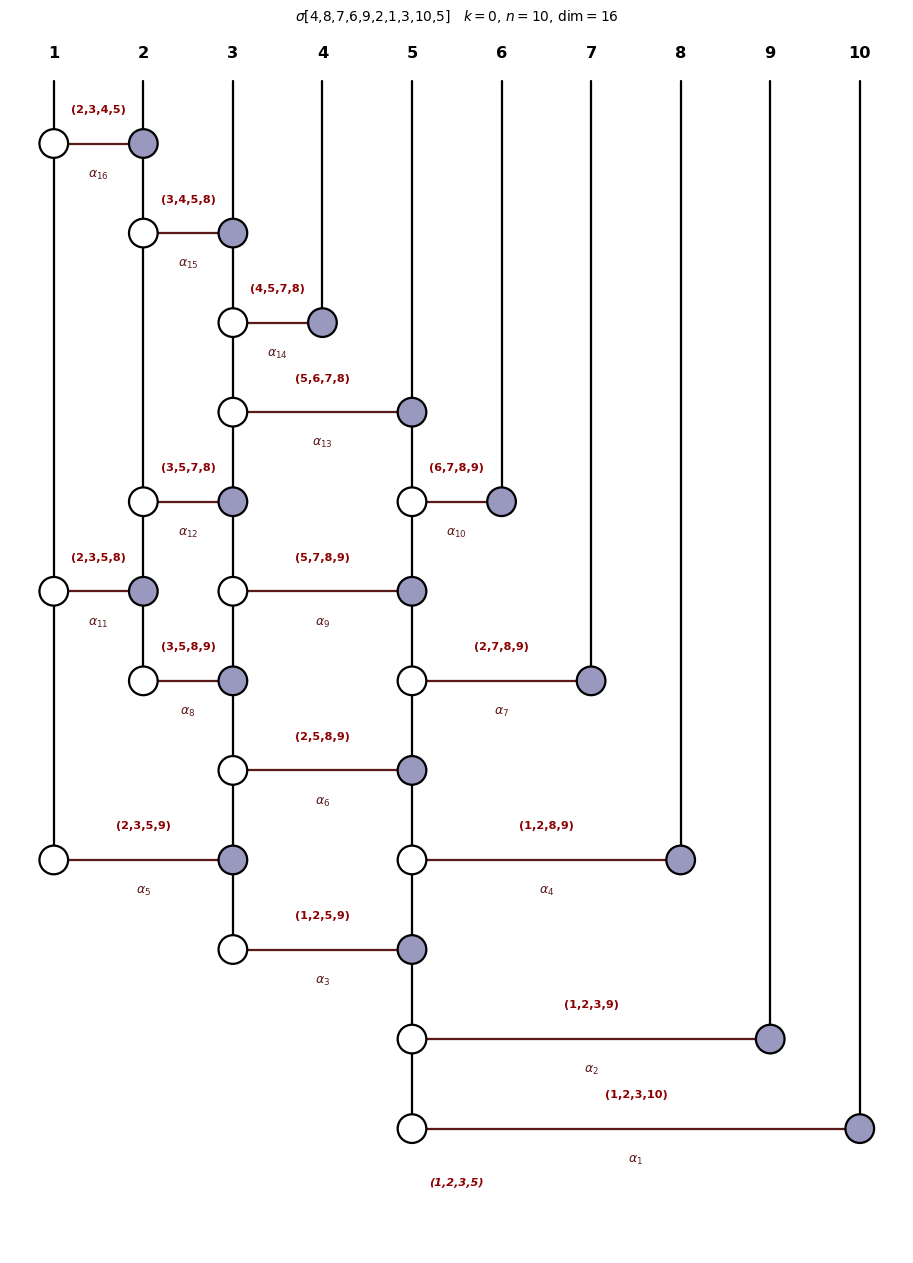 σ[4,8,7,6,9,2,1,3,10,5] k=0, n=10, dim=16
1 2 3 4 5 6 7 8 9 10
(2,3,4,5)
α16
(3,4,5,8)
α15
(4,5,7,8)
α14
(5,6,7,8)
α13
(3,5,7,8) (6,7,8,9)
α12 α10
(2,3,5,8) (5,7,8,9)
α11 α9
(3,5,8,9) (2,7,8,9)
α8 α7
(2,5,8,9)
α6
(2,3,5,9) (1,2,8,9)
α5 α4
(1,2,5,9)
α3
(1,2,3,9)
α2
(1,2,3,10)
α1
(1,2,3,5)